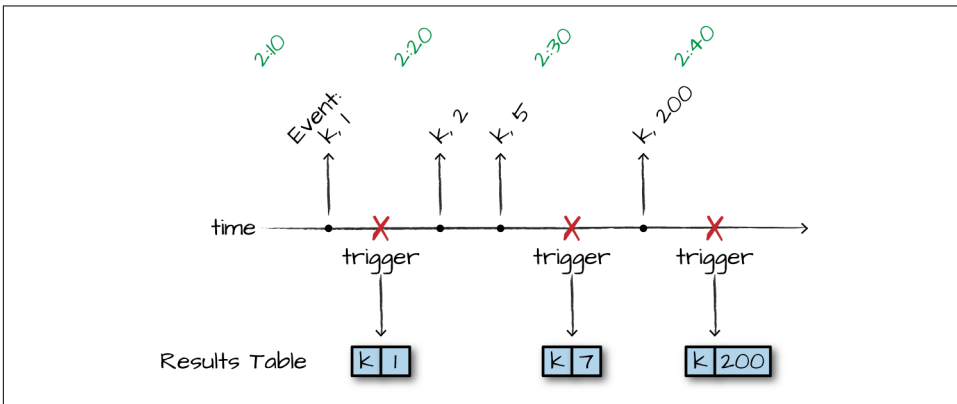 2:10 2:20 2:30 2:40
Event:
k, 1 k, 2 k, 5 k, 200
time
trigger trigger trigger
Results Table k 1 k 7 k 200